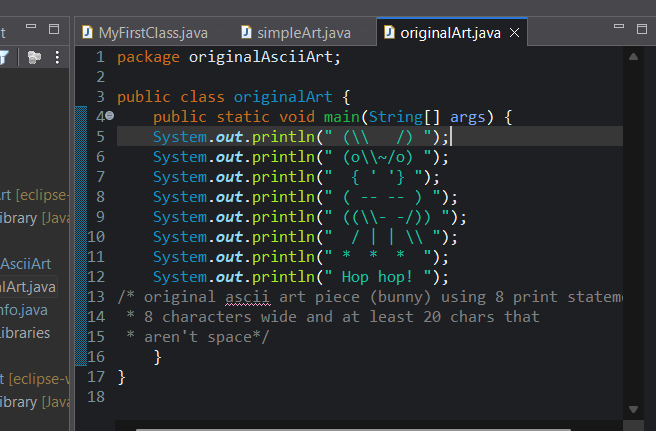 MyFirstClass.java simpleArt.java originalArt.java
1 package originalAsciiArt;
2
3 public class originalArt {
4 public static void main(String[] args) {
5 System.out.println(" (\\   /) ");
6 System.out.println(" (o\\~/o) ");
7 System.out.println("  { ' '} ");
8 System.out.println(" ( -- -- ) ");
9 System.out.println(" ((\\- -/)) ");
10 System.out.println("  / | | \\ ");
11 System.out.println(" *  *  *  ");
12 System.out.println(" Hop hop! ");
13 /* original ascii art piece (bunny) using 8 print stateme
14 * 8 characters wide and at least 20 chars that
15 * aren't space*/
16 }
17 }
18
t
rt [eclipse-
ibrary [Java
AsciiArt
alArt.java
nfo.java
ibraries
t [eclipse-w
ibrary [Java